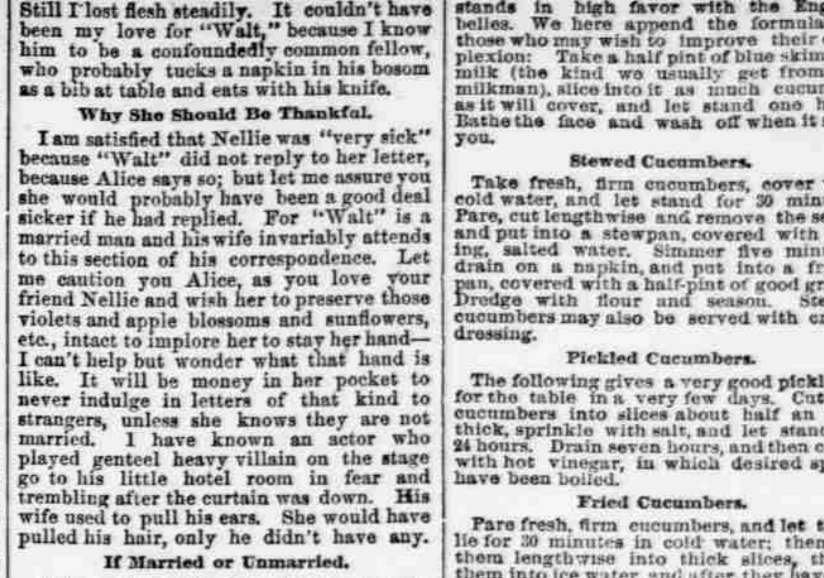 Still I lost flesh steadily. It couldn't have
been my love for "Walt," because I know
him to be a confoundedly common fellow,
who probably tucks a napkin in his bosom
as a bib at table and eats with his knife.
Why She Should Be Thankful.
I am satisfied that Nellie was "very sick"
because "Walt" did not reply to her letter,
because Alice says so; but let me assure you
she would probably have been a good deal
sicker if he had replied. For "Walt" is a
married man and his wife invariably attends
to this section of his correspondence. Let
me caution you Alice, as you love your
friend Nellie and wish her to preserve those
violets and apple blossoms and sunflowers,
etc., intact to implore her to stay her hand—
I can't help but wonder what that hand is
like. It will be money in her pocket to
never indulge in letters of that kind to
strangers, unless she knows they are not
married. I have known an actor who
played genteel heavy villain on the stage
go to his little hotel room in fear and
trembling after the curtain was down. His
wife used to pull his ears. She would have
pulled his hair, only he didn't have any.
If Married or Unmarried.
stands in high favor with the
belles. We here append the formula
those who may wish to improve their
plexion: Take a half pint of blue skim
milk (the kind we usually get from
milkman), slice into it as much
as it will cover, and let stand one
Bathe the face and wash off when it
you.
Stewed Cucumbers.
Take fresh, firm cucumbers, cover
cold water, and let stand for 30
Pare, cut lengthwise and remove the
and put into a stewpan, covered with
ing, salted water. Simmer five
drain on a napkin, and put into a
pan, covered with a half-pint of good
Dredge with flour and season.
cucumbers may also be served with
dressing.
Pickled Cucumbers.
The following gives a very good
for the table in a very few days. Cut
cucumbers into slices about half an
thick, sprinkle with salt, and let
24 hours. Drain seven hours, and then
with hot vinegar, in which desired
have been boiled.
Fried Cucumbers.
Pare fresh, firm cucumbers, and let
lie for 30 minutes in cold water; then
them lengthwise into thick slices,
them into ice water and after they have